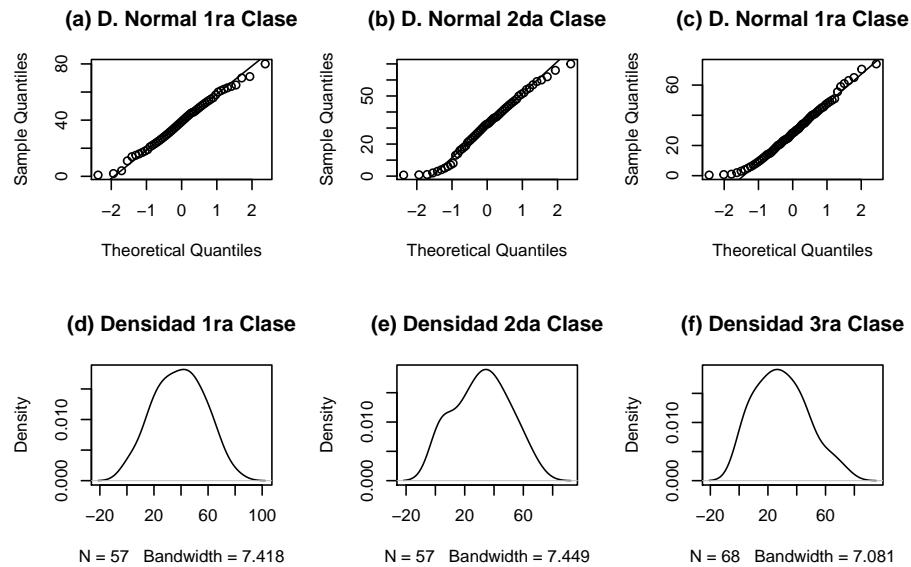 (a) D. Normal 1ra Clase
Sample Quantiles
0 40 80
−2 −1 0 1 2
Theoretical Quantiles
(b) D. Normal 2da Clase
Sample Quantiles
0 20 50
−2 −1 0 1 2
Theoretical Quantiles
(c) D. Normal 1ra Clase
Sample Quantiles
0 20 60
−2 −1 0 1 2
Theoretical Quantiles
(d) Densidad 1ra Clase
Density
0.000 0.010
−20 20 60 100
N = 57 Bandwidth = 7.418
(e) Densidad 2da Clase
Density
0.000 0.010
−20 20 60
N = 57 Bandwidth = 7.449
(f) Densidad 3ra Clase
Density
0.000 0.010
−20 20 60
N = 68 Bandwidth = 7.081